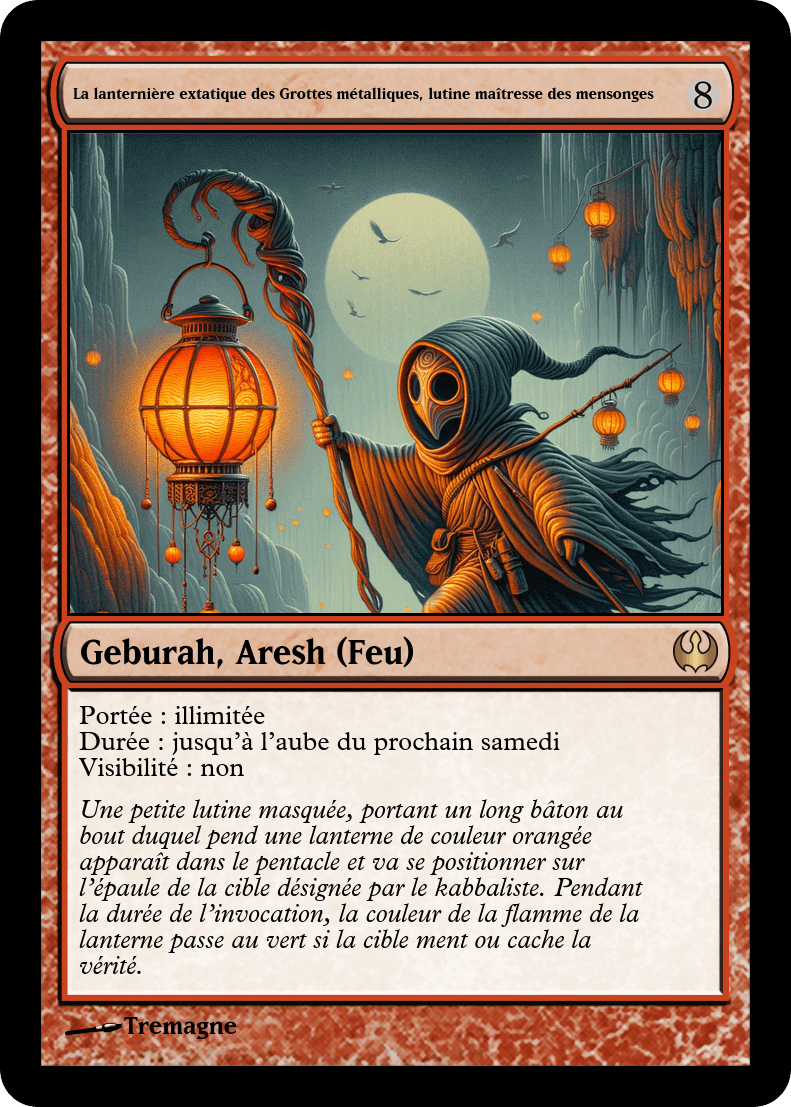 La lanternière extatique des Grottes métalliques, lutine maîtresse des mensonges
8
Geburah, Aresh (Feu)
Portée : illimitée
Durée : jusqu'à l'aube du prochain samedi
Visibilité : non
Une petite lutine masquée, portant un long bâton au
bout duquel pend une lanterne de couleur orangée
apparaît dans le pentacle et va se positionner sur
l'épaule de la cible désignée par le kabbaliste. Pendant
la durée de l'invocation, la couleur de la flamme de la
lanterne passe au vert si la cible ment ou cache la
vérité.
Tremagne